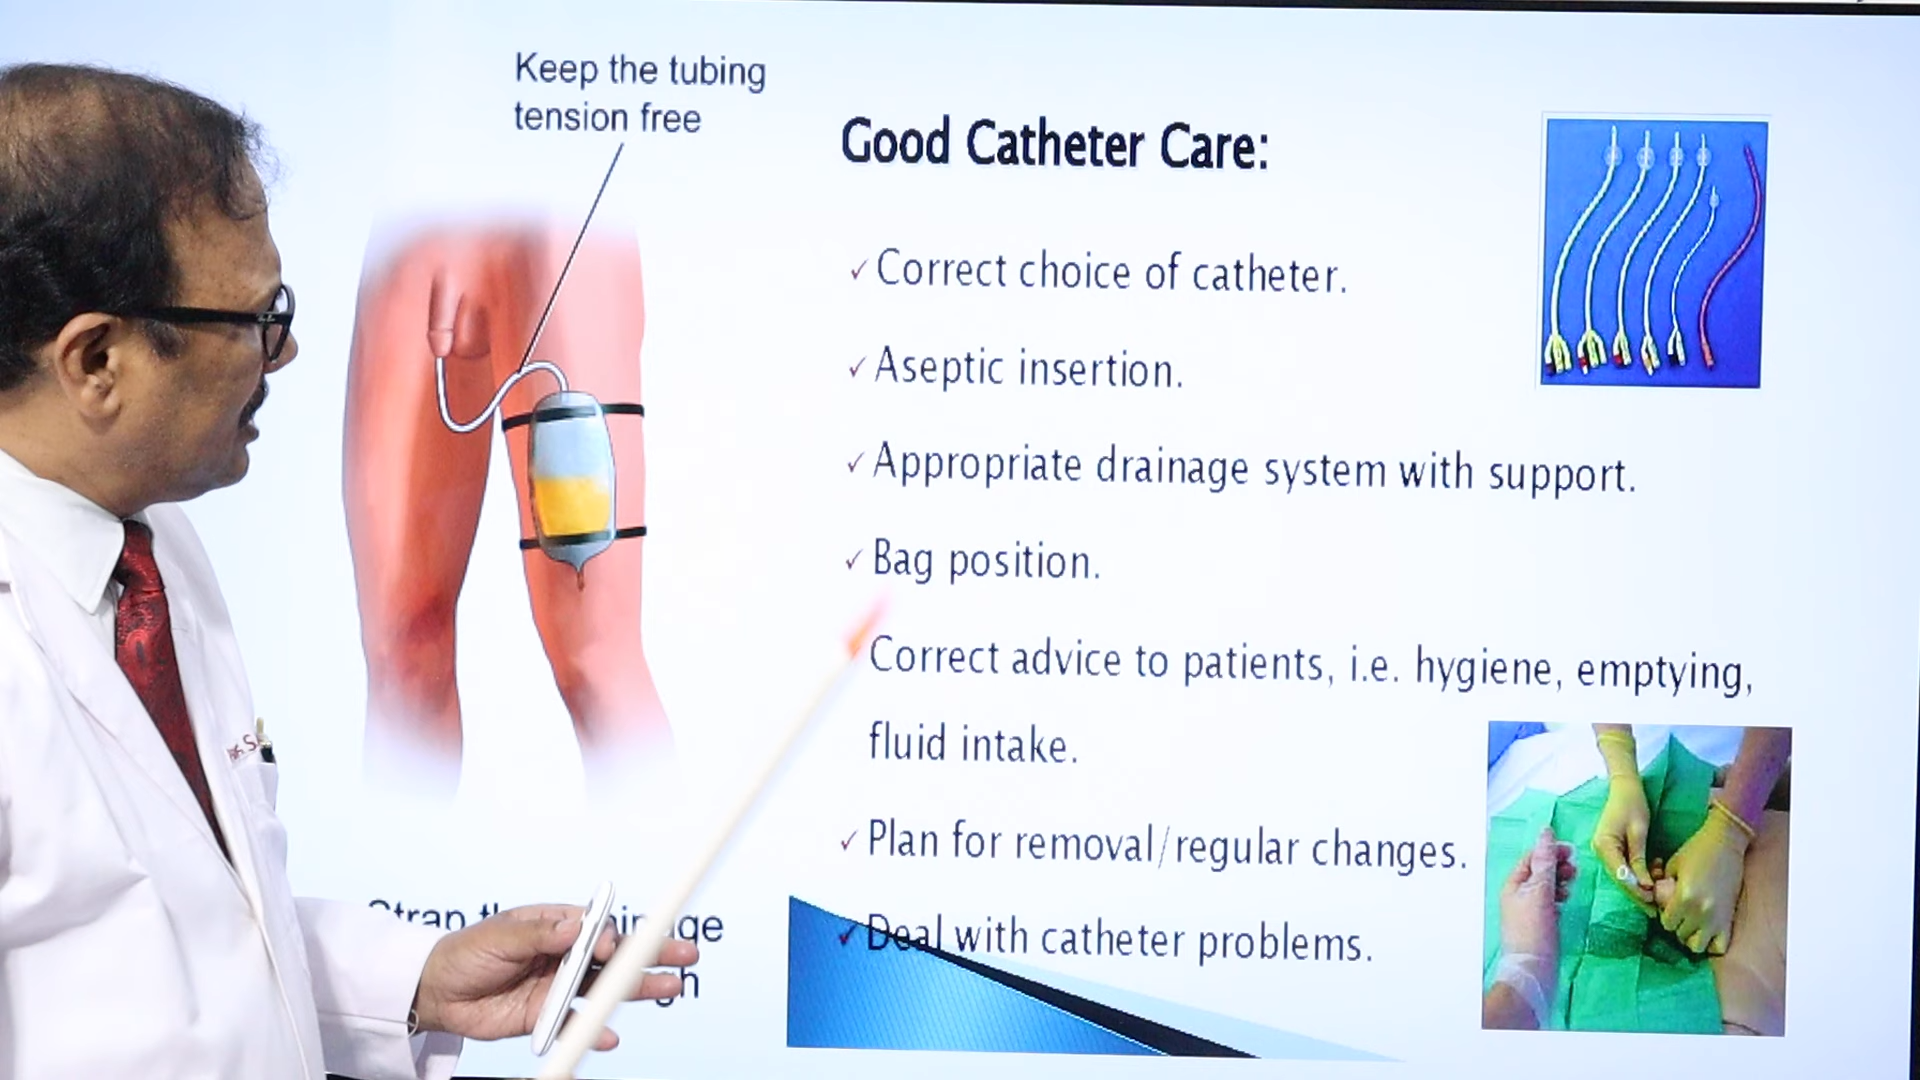 Keep the tubing
tension free
Good Catheter Care:
✓ Correct choice of catheter.
✓ Aseptic insertion.
✓ Appropriate drainage system with support.
✓ Bag position.
Correct advice to patients, i.e. hygiene, emptying,
fluid intake.
✓ Plan for removal/regular changes.
✓ Deal with catheter problems.
Strap